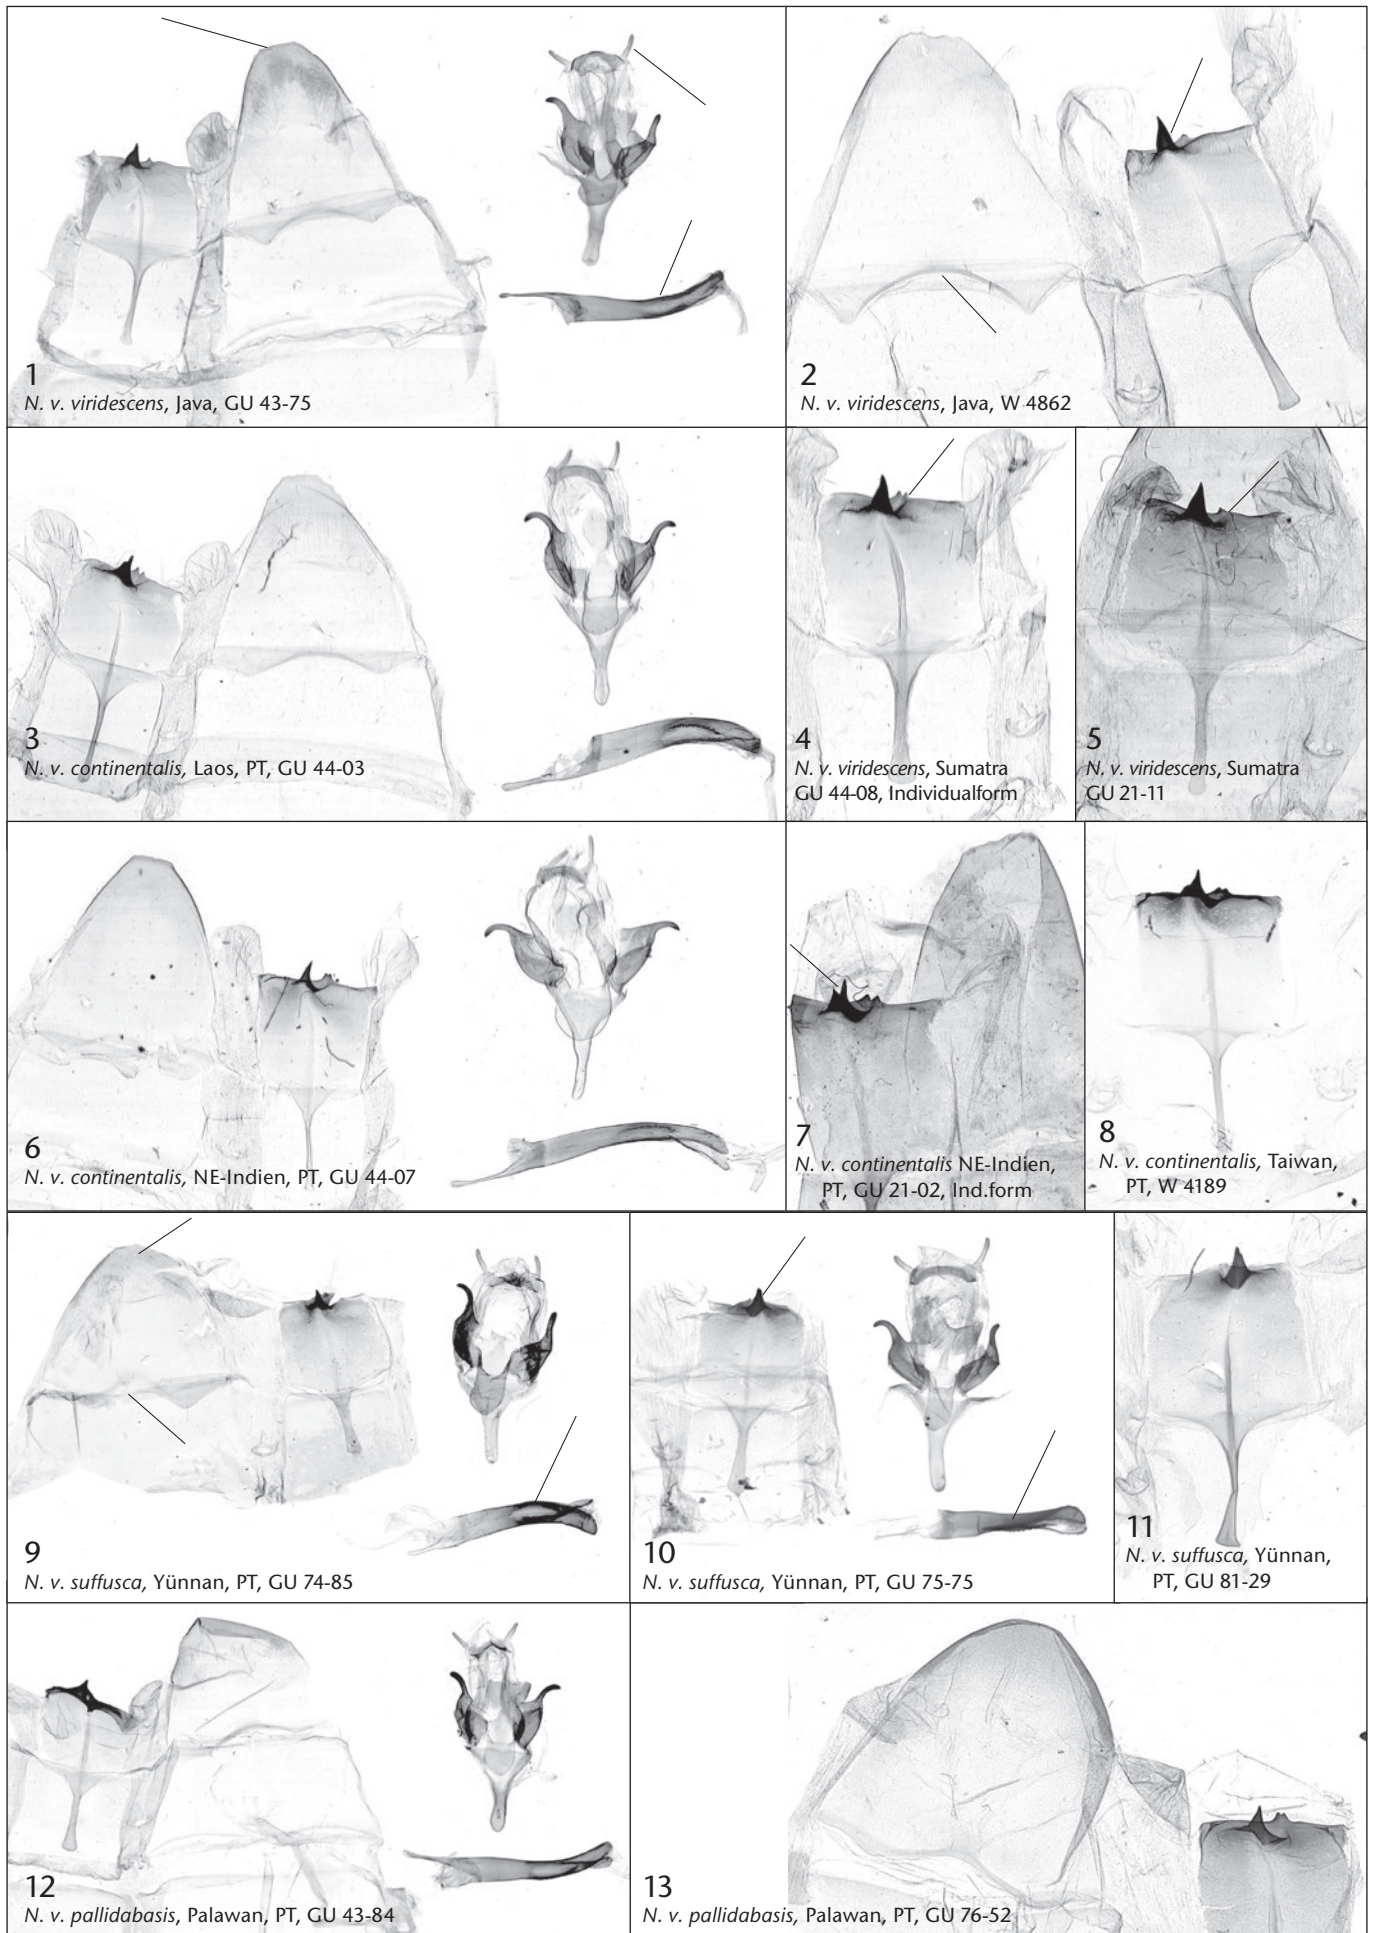 1
N. v. viridescens, Java, GU 43-75
2
N. v. viridescens, Java, W 4862
3
N. v. continentalis, Laos, PT, GU 44-03
4
N. v. viridescens, Sumatra
GU 44-08, Individualform
5
N. v. viridescens, Sumatra
GU 21-11
6
N. v. continentalis, NE-Indien, PT, GU 44-07
7
N. v. continentalis NE-Indien,
PT, GU 21-02, Ind.form
8
N. v. continentalis, Taiwan,
PT, W 4189
9
N. v. suffusca, Yünnan, PT, GU 74-85
10
N. v. suffusca, Yünnan, PT, GU 75-75
11
N. v. suffusca, Yünnan,
PT, GU 81-29
12
N. v. pallidabasis, Palawan, PT, GU 43-84
13
N. v. pallidabasis, Palawan, PT, GU 76-52